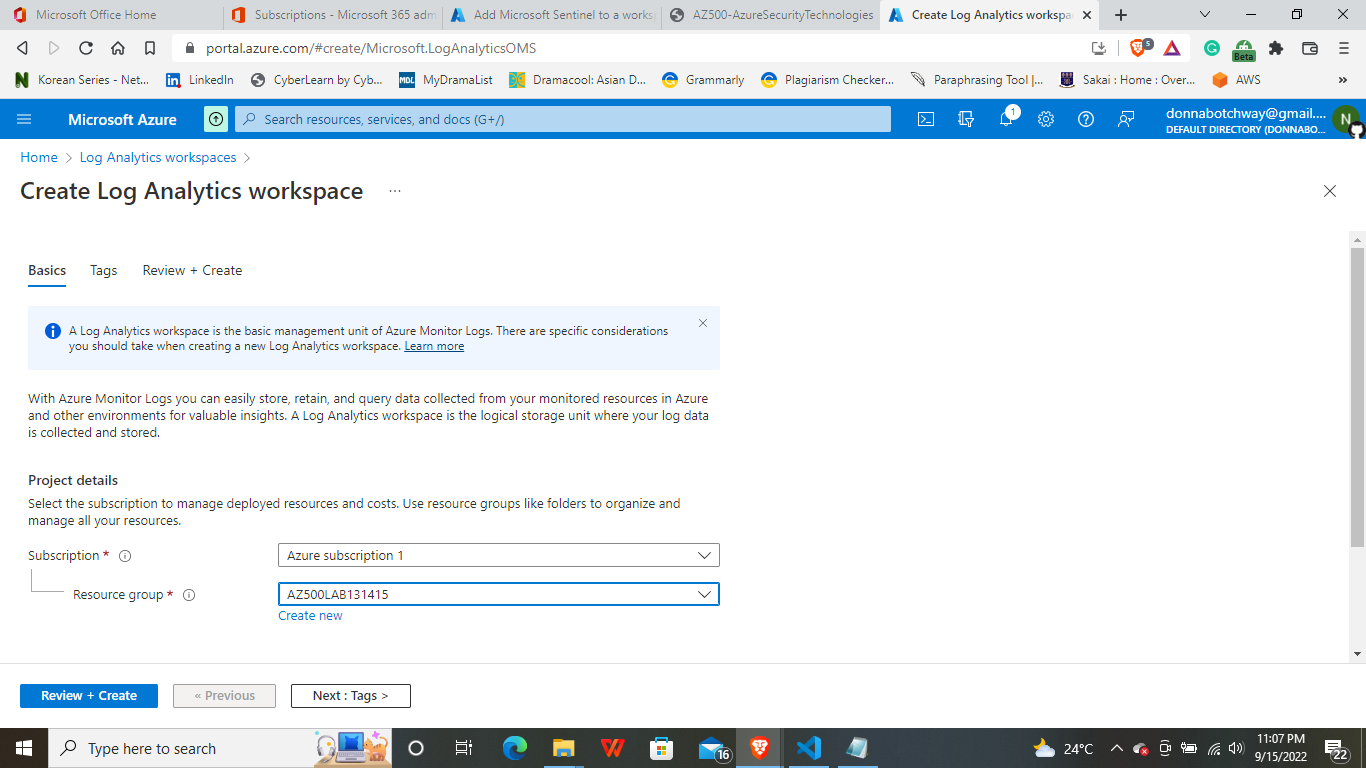 Microsoft Office Home
Subscriptions - Microsoft 365 adm
Add Microsoft Sentinel to a works
AZ500-AzureSecurityTechnologies
Create Log Analytics workspa
portal.azure.com/#create/Microsoft.LogAnalyticsOMS
5
Beta
Korean Series - Net...
LinkedIn
CyberLearn by Cyb...
MDL
MyDramaList
Dramacool: Asian D...
Grammarly
Plagiarism Checker...
Paraphrasing Tool |...
Sakai : Home : Over...
AWS
»
Microsoft Azure
Search resources, services, and docs (G+/)
1
donnabotchway@gmail....
DEFAULT DIRECTORY (DONNABO...
N
Home > Log Analytics workspaces >
Create Log Analytics workspace ...
Basics
Tags
Review + Create
A Log Analytics workspace is the basic management unit of Azure Monitor Logs. There are specific considerations
you should take when creating a new Log Analytics workspace. Learn more
With Azure Monitor Logs you can easily store, retain, and query data collected from your monitored resources in Azure
and other environments for valuable insights. A Log Analytics workspace is the logical storage unit where your log data
is collected and stored.
Project details
Select the subscription to manage deployed resources and costs. Use resource groups like folders to organize and
manage all your resources.
Subscription *
Azure subscription 1
Resource group *
AZ500LAB131415
Create new
Review + Create
« Previous
Next : Tags >
Type here to search
16
24°C
11:07 PM
9/15/2022
22